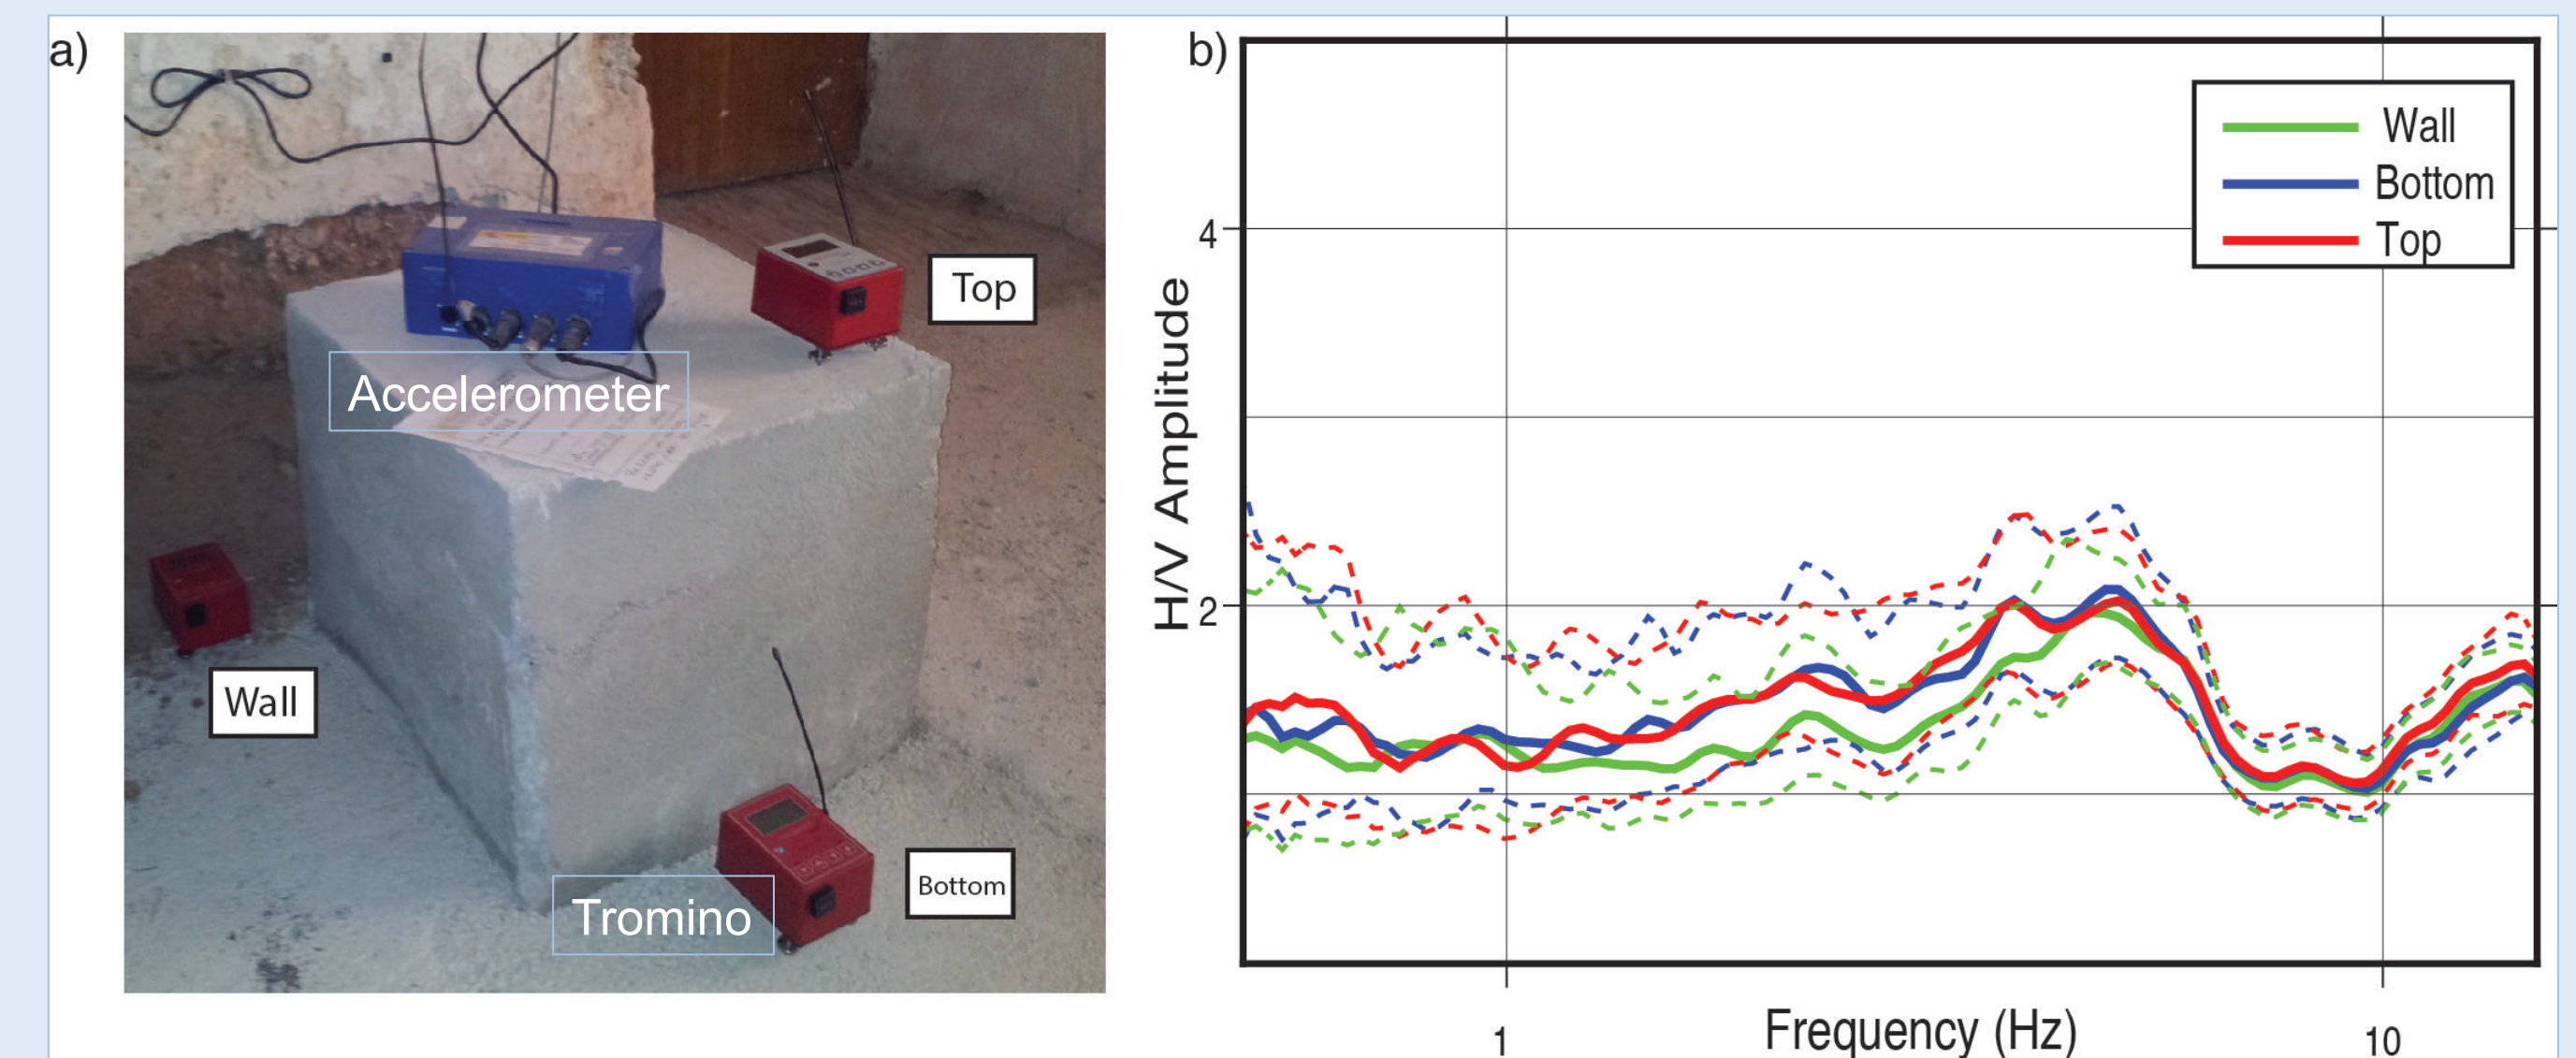 a)
Accelerometer
Top
Wall
Bottom
Tromino
b)
Wall
Bottom
Top
4
2
H/V Amplitude
1
10
Frequency (Hz)